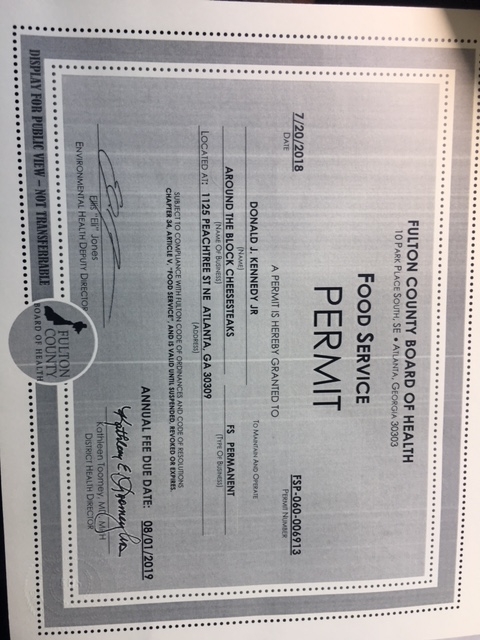 FULTON COUNTY BOARD OF HEALTH
10 PARK PLACE SOUTH, SE • ATLANTA, GEORGIA 30303
FOOD SERVICE
PERMIT
7/20/2018
DATE
FSP-060-006913
PERMIT NUMBER
A PERMIT IS HEREBY GRANTED TO
DONALD J. KENNEDY JR
(NAME)
TO MAINTAIN AND OPERATE
AROUND THE BLOCK CHEESESTEAKS
(NAME OF BUSINESS)
FS PERMANENT
(TYPE OF BUSINESS)
LOCATED AT: 1125 PEACHTREE ST NE ATLANTA, GA 30309
(ADDRESS)
SUBJECT TO COMPLIANCE WITH FULTON CODE OF ORDINANCES AND CODE OF RESOLUTIONS
CHAPTER 34, ARTICLE V, "FOOD SERVICE", AND IS VALID UNTIL SUSPENDED, REVOKED OR EXPIRES.
ANNUAL FEE DUE DATE: 08/01/2019
"Eli" Jones
ENVIRONMENTAL HEALTH DEPUTY DIRECTOR
Kathleen E. Toomey
Kathleen Toomey, MD, MPH
DISTRICT HEALTH DIRECTOR
FULTON
COUNTY
BOARD OF HEALTH
DISPLAY FOR PUBLIC VIEW – NOT TRANSFERRABLE